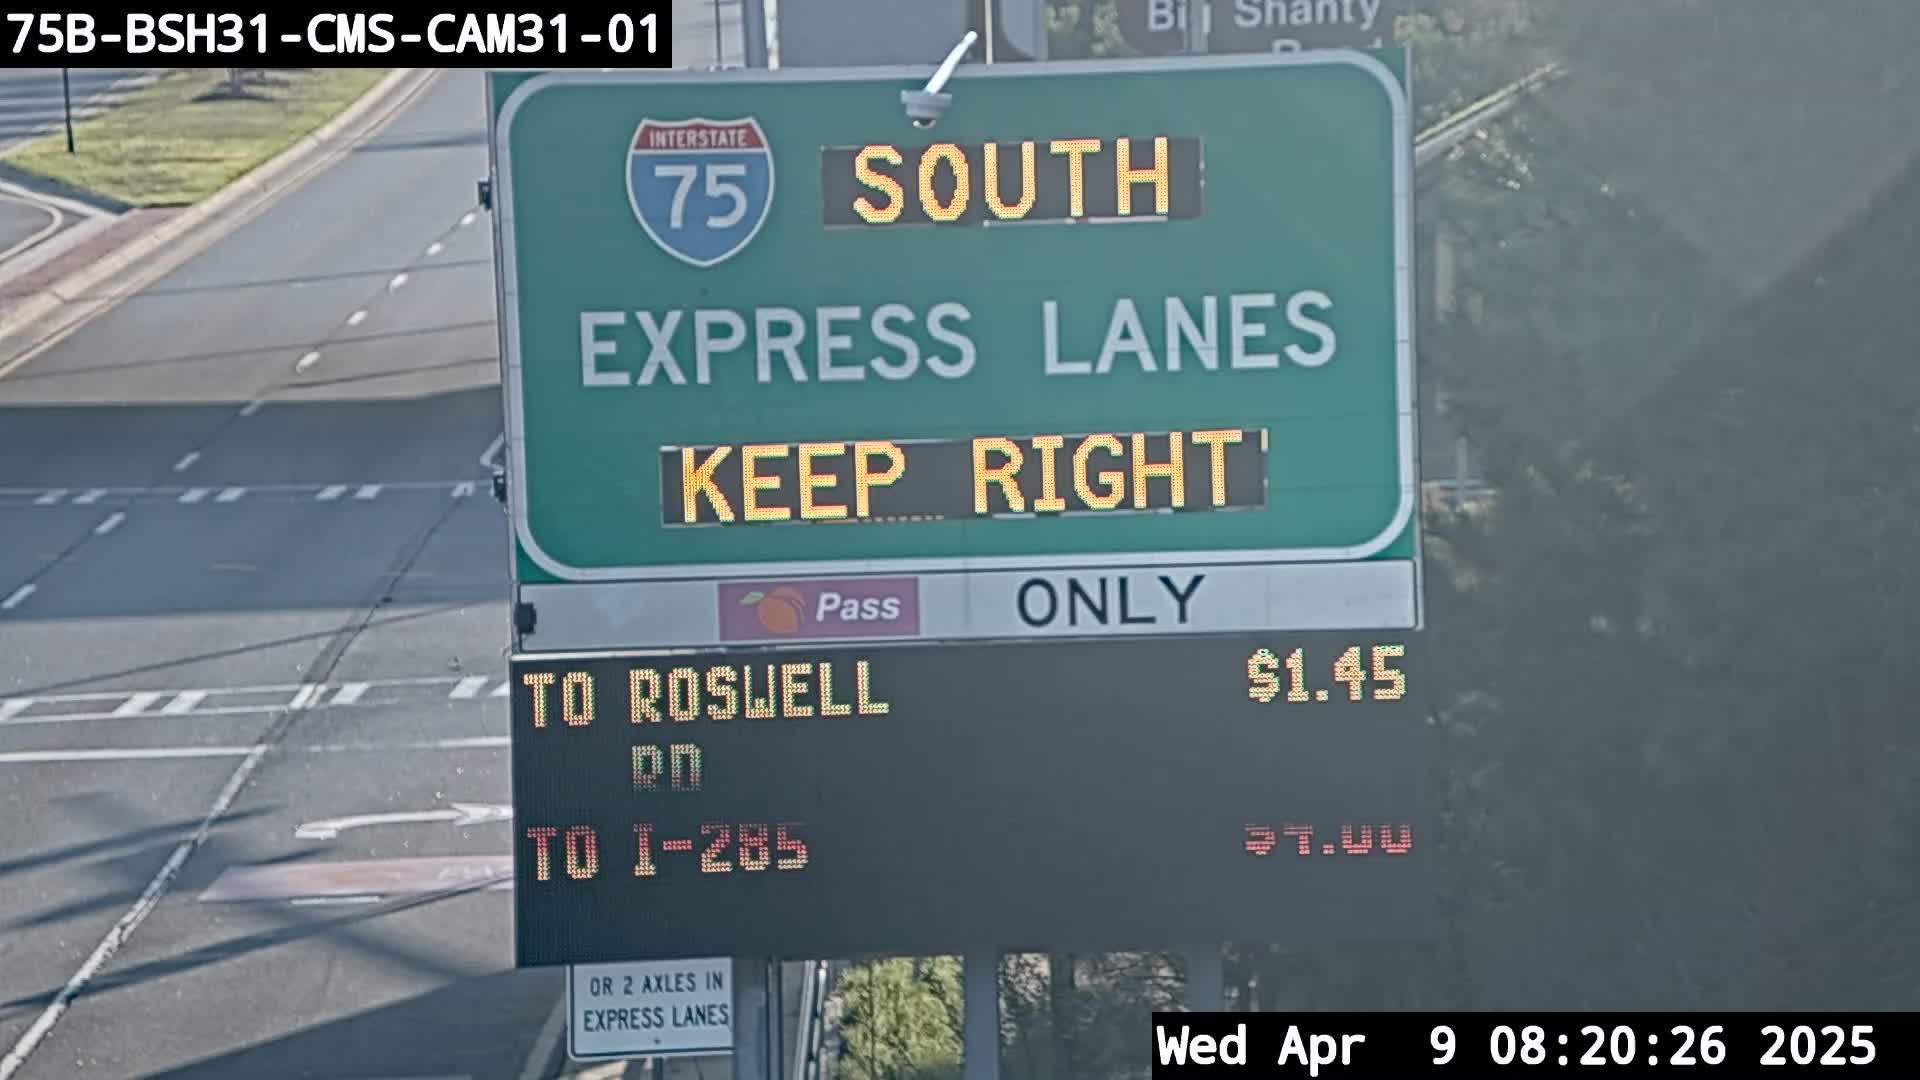 75B-BSH31-CMS-CAM31-01
Big Shanty
INTERSTATE
75
SOUTH
EXPRESS LANES
KEEP RIGHT
Pass ONLY
TO ROSWELL $1.45
RD
TO I-285
OR 2 AXLES IN
EXPRESS LANES
Wed Apr 9 08:20:26 2025